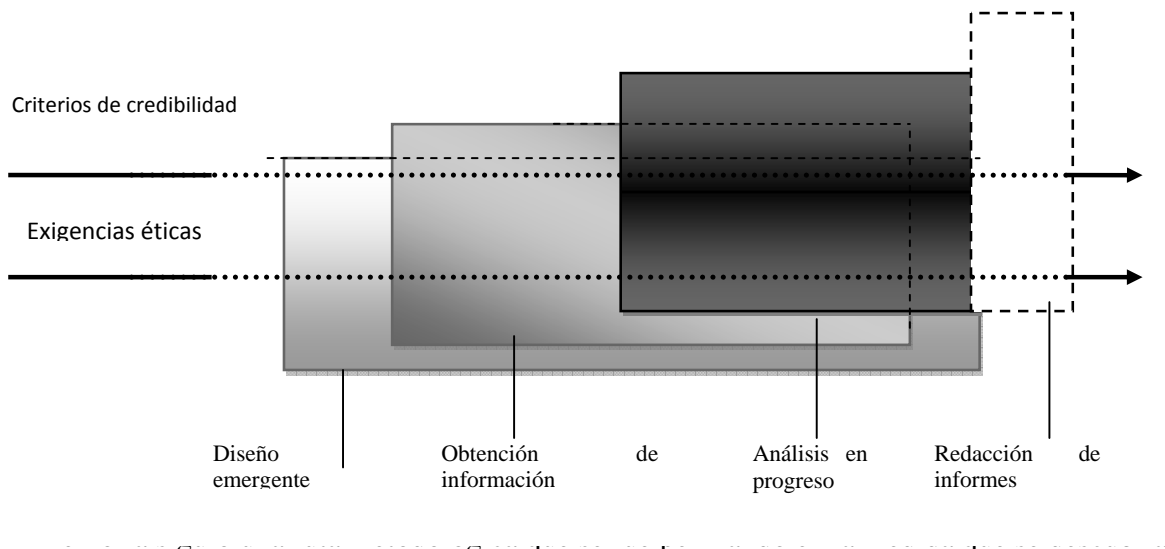 Criterios de credibilidad
Exigencias éticas
Diseño
emergente
Obtención de
información
Análisis en
progreso
Redacción de
informes